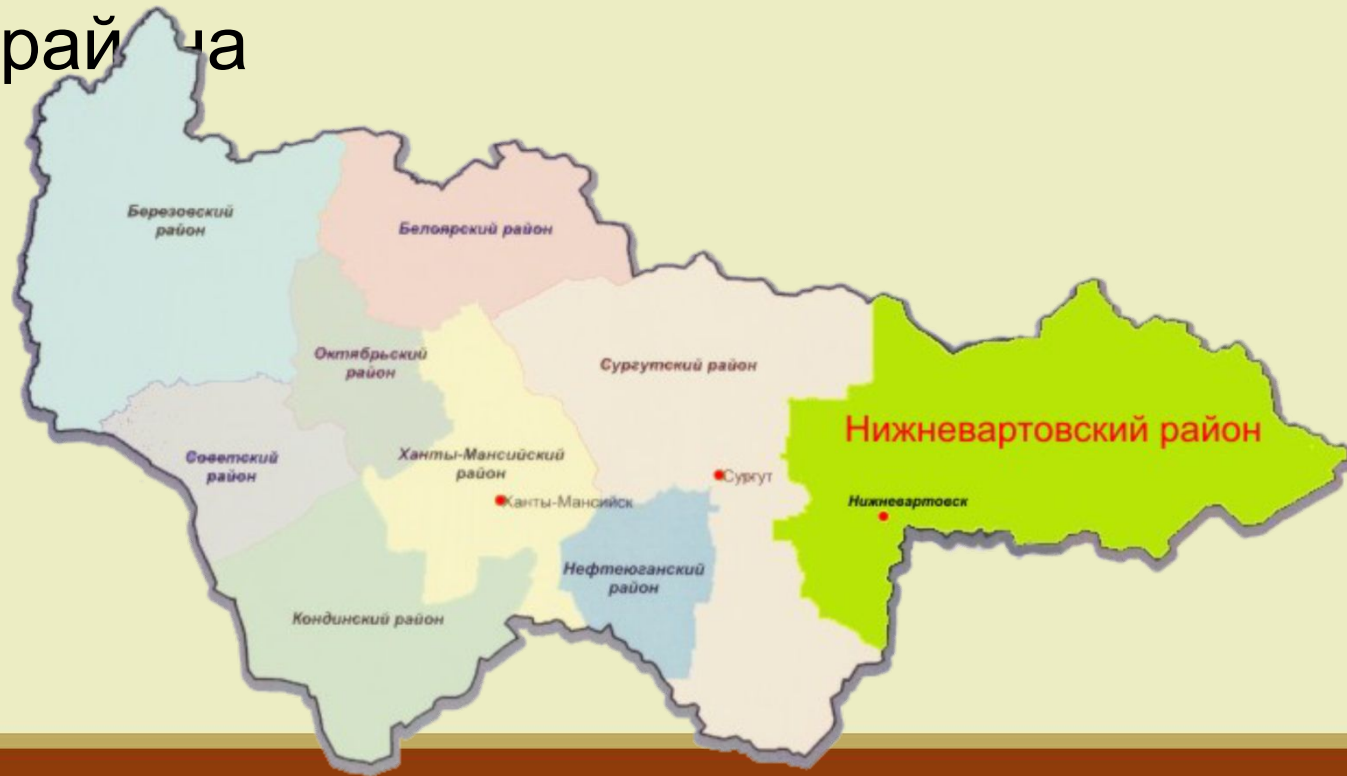 района
Березовский
район
Белоярский район
Октябрьский
район
Сургутский район
Нижневартовский район
Советский
район
Ханты-Мансийский
район
Сургут
Ханты-Мансийск
Нижневартовск
Нефтеюганский
район
Кондинский район